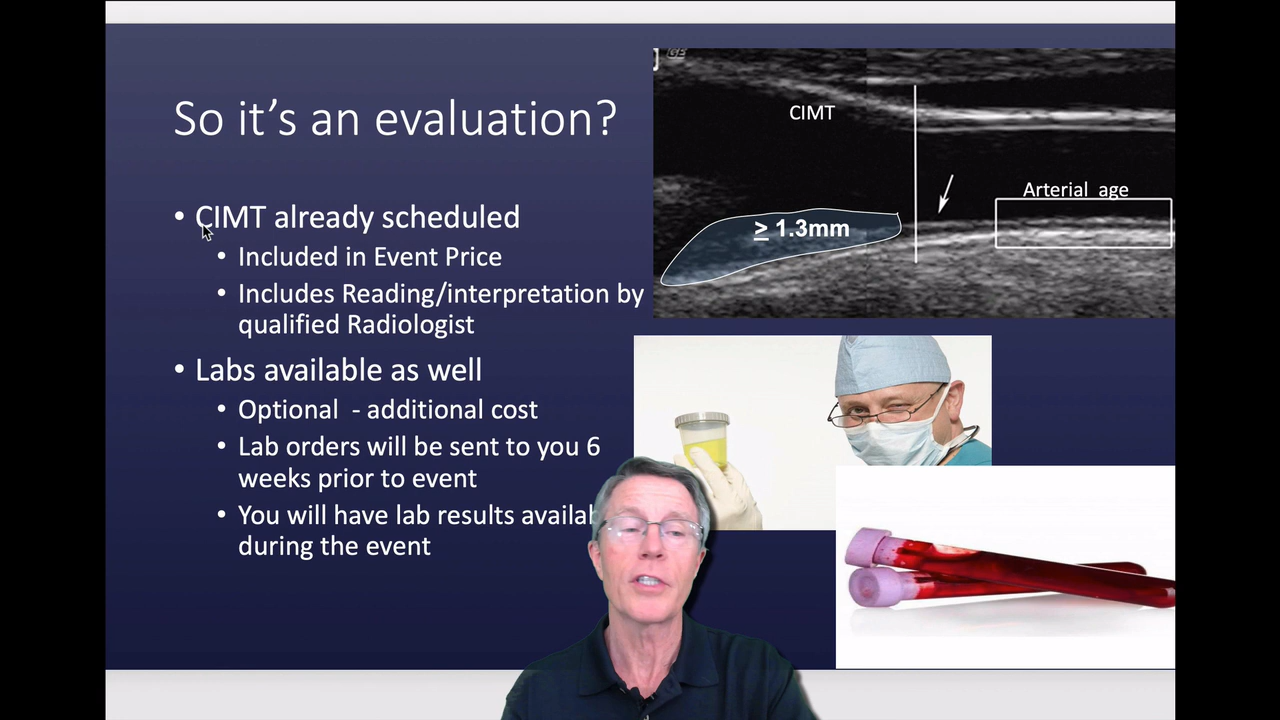 So it's an evaluation?
• CIMT already scheduled
• Included in Event Price
• Includes Reading/interpretation by
qualified Radiologist
• Labs available as well
• Optional - additional cost
• Lab orders will be sent to you 6
weeks prior to event
• You will have lab results
during the event
GE
CIMT
Arterial age
≥ 1.3mm